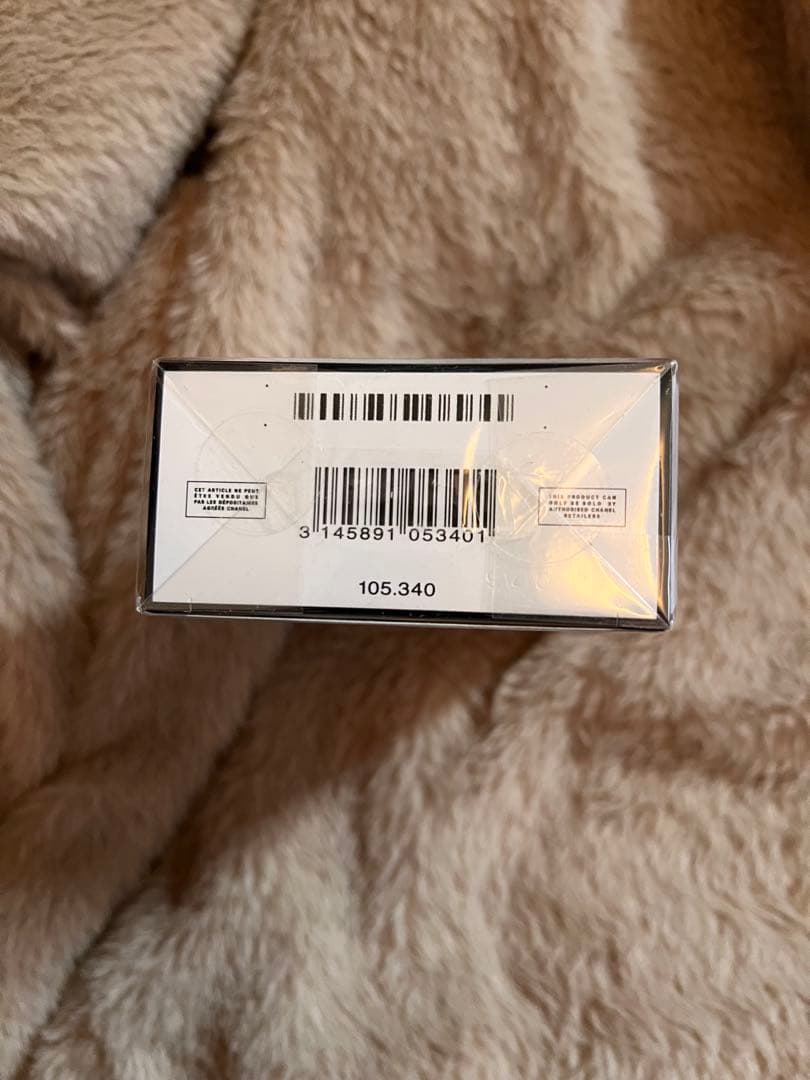 CET ARTICLE NE PEUT
ÊTRE VENDU QUE
PAR LES DÉPOSITAIRES
AGRÉÉS CHANEL
THIS PRODUCT CAN
ONLY BE SOLD BY
AUTHORISED CHANEL
RETAILERS
3 145891 053401
105.340